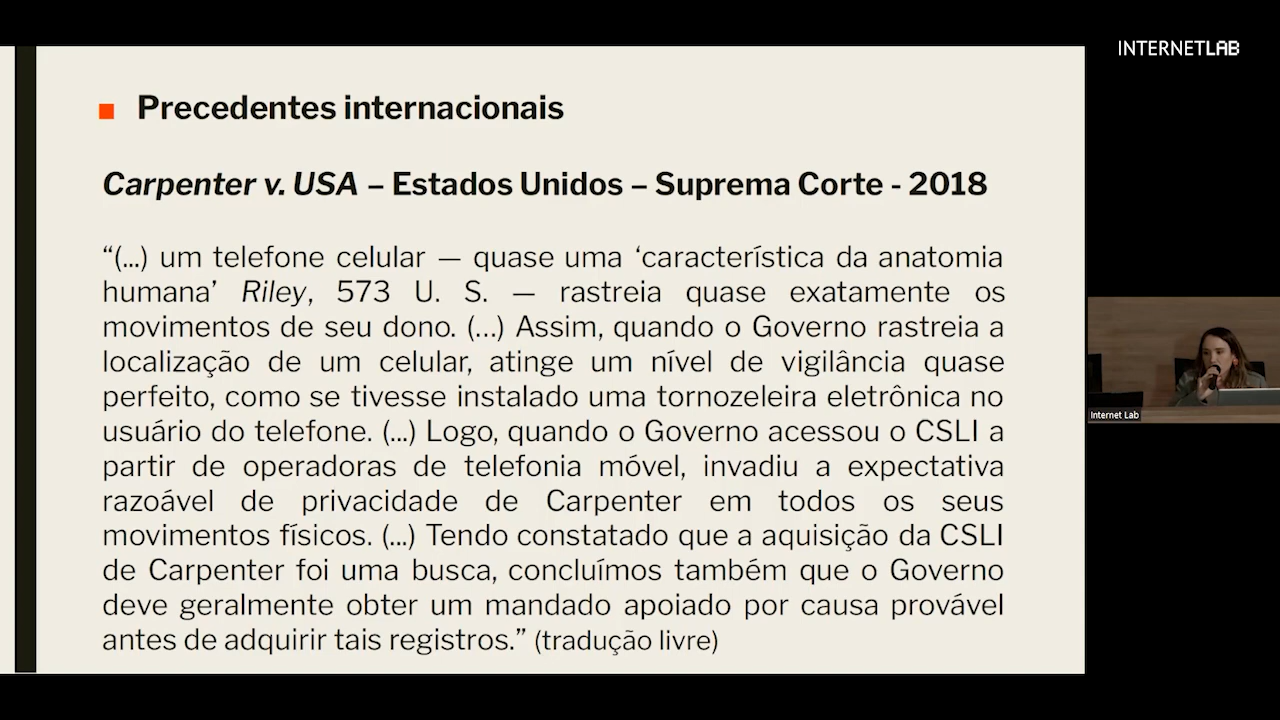 INTERNETLAB
Precedentes internacionais
Carpenter v. USA – Estados Unidos – Suprema Corte - 2018
“(...) um telefone celular — quase uma ‘característica da anatomia
humana’ Riley, 573 U. S. — rastreia quase exatamente os
movimentos de seu dono. (...) Assim, quando o Governo rastreia a
localização de um celular, atinge um nível de vigilância quase
perfeito, como se tivesse instalado uma tornozeleira eletrônica no
usuário do telefone. (...) Logo, quando o Governo acessou o CSLI a
partir de operadoras de telefonia móvel, invadiu a expectativa
razoável de privacidade de Carpenter em todos os seus
movimentos físicos. (...) Tendo constatado que a aquisição da CSLI
de Carpenter foi uma busca, concluímos também que o Governo
deve geralmente obter um mandado apoiado por causa provável
antes de adquirir tais registros.” (tradução livre)
Internet Lab